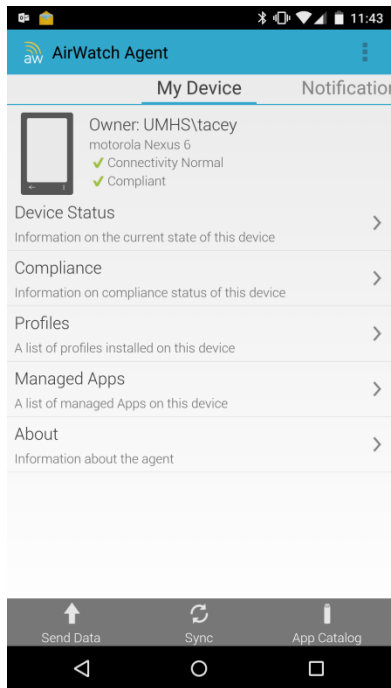 11:43
aw AirWatch Agent
My Device Notification
Owner: UMHS\tacey
motorola Nexus 6
Connectivity Normal
Compliant
Device Status
Information on the current state of this device
Compliance
Information on compliance status of this device
Profiles
A list of profiles installed on this device
Managed Apps
A list of managed Apps on this device
About
Information about the agent
Send Data Sync App Catalog